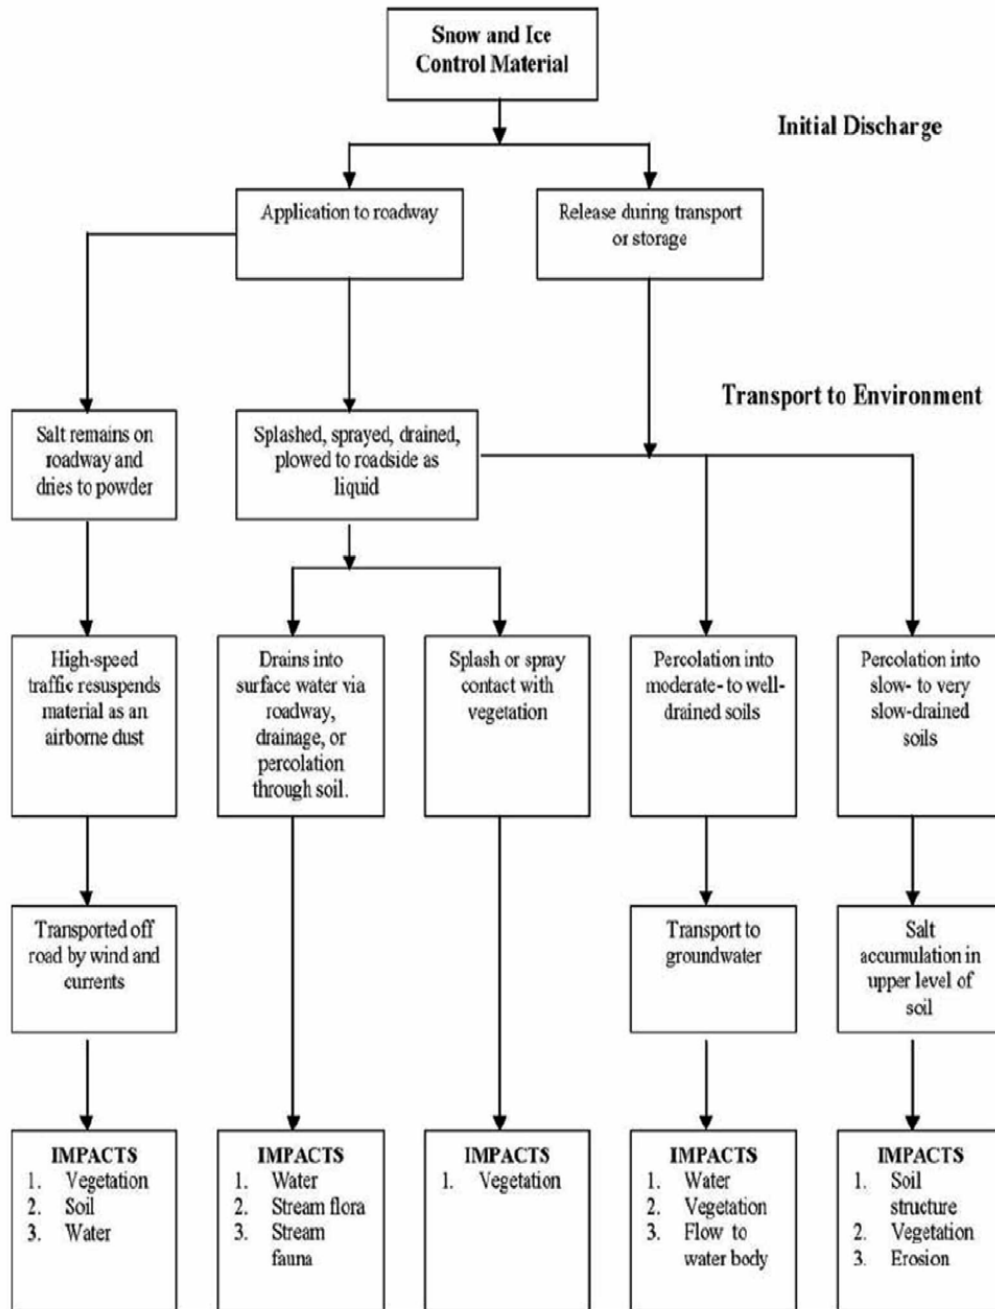 Snow and Ice
Control Material
Initial Discharge
Application to roadway
Release during transport
or storage
Transport to Environment
Salt remains on
roadway and
dries to powder
Splashed, sprayed, drained,
plowed to roadside as
liquid
High-speed
traffic resuspends
material as an
airborne dust
Drains into
surface water via
roadway,
drainage, or
percolation
through soil.
Splash or spray
contact with
vegetation
Percolation into
moderate- to well-
drained soils
Percolation into
slow- to very
slow-drained
soils
Transported off
road by wind and
currents
Transport to
groundwater
Salt
accumulation in
upper level of
soil
IMPACTS
1. Vegetation
2. Soil
3. Water
IMPACTS
1. Water
2. Stream flora
3. Stream
fauna
IMPACTS
1. Vegetation
IMPACTS
1. Water
2. Vegetation
3. Flow to
water body
IMPACTS
1. Soil
structure
2. Vegetation
3. Erosion